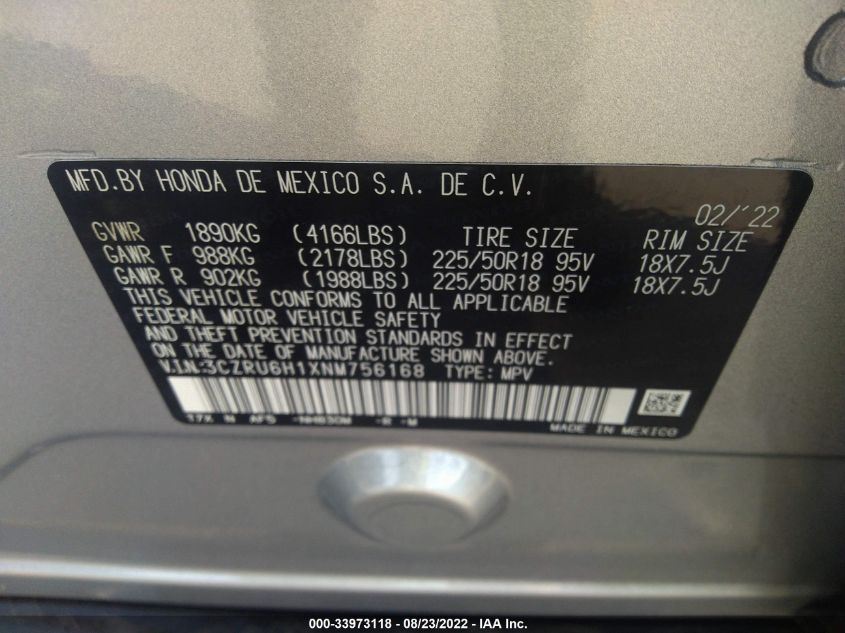 MFD.BY HONDA DE MEXICO S.A. DE C.V.
02/'22
GVWR 1890KG (4166LBS) TIRE SIZE RIM SIZE
GAWR F 988KG (2178LBS) 225/50R18 95V 18X7.5J
GAWR R 902KG (1988LBS) 225/50R18 95V 18X7.5J
THIS VEHICLE CONFORMS TO ALL APPLICABLE
FEDERAL MOTOR VEHICLE SAFETY
AND THEFT PREVENTION STANDARDS IN EFFECT
ON THE DATE OF MANUFACTURE SHOWN ABOVE.
V.I.N:3CZRU6H1XNM756168 TYPE: MPV
17X N AFS -NH830M -R -M
MADE IN MEXICO
000-33973118 - 08/23/2022 - IAA Inc.